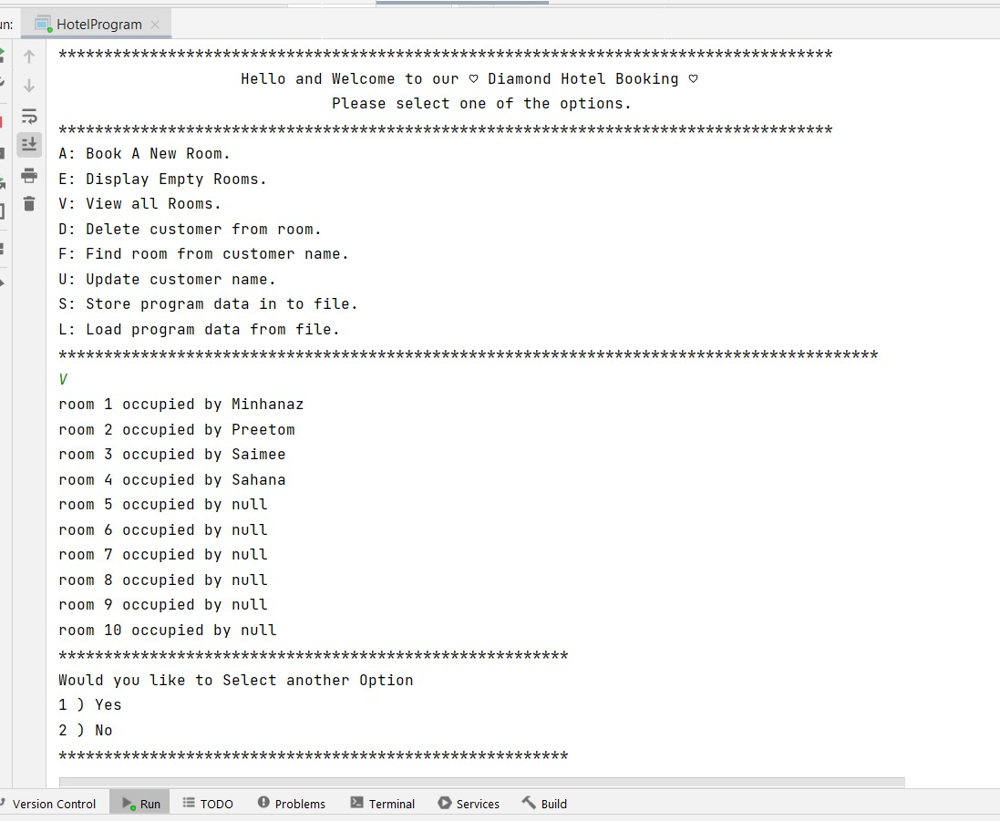 un: HotelProgram
*************************************************************************************
Hello and Welcome to our ♡ Diamond Hotel Booking ♡
Please select one of the options.
*************************************************************************************
A: Book A New Room.
E: Display Empty Rooms.
V: View all Rooms.
D: Delete customer from room.
F: Find room from customer name.
U: Update customer name.
S: Store program data in to file.
L: Load program data from file.
******************************************************************************************
V
room 1 occupied by Minhanaz
room 2 occupied by Preetom
room 3 occupied by Saimee
room 4 occupied by Sahana
room 5 occupied by null
room 6 occupied by null
room 7 occupied by null
room 8 occupied by null
room 9 occupied by null
room 10 occupied by null
********************************************************
Would you like to Select another Option
1 ) Yes
2 ) No
********************************************************
Version Control Run TODO Problems Terminal Services Build